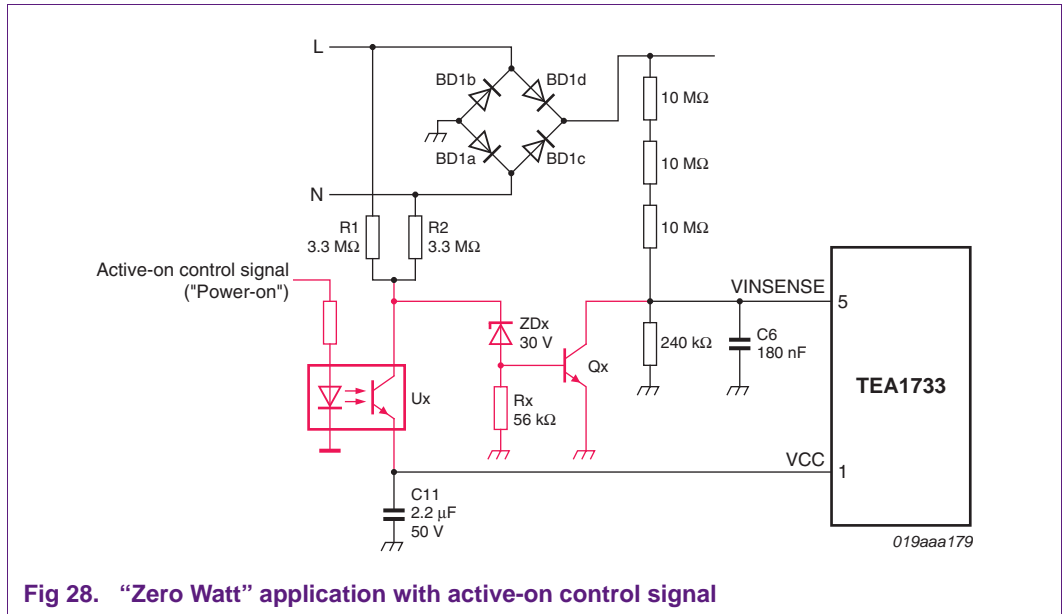 L
BD1b
BD1d
10 MΩ
BD1a
BD1c
10 MΩ
N
R1
3.3 MΩ
R2
3.3 MΩ
10 MΩ
Active-on control signal
("Power-on")
VINSENSE
5
ZDx
30 V
Qx
240 kΩ
C6
180 nF
TEA1733
Ux
Rx
56 kΩ
VCC
1
C11
2.2 μF
50 V
019aaa179
Fig 28. “Zero Watt” application with active-on control signal